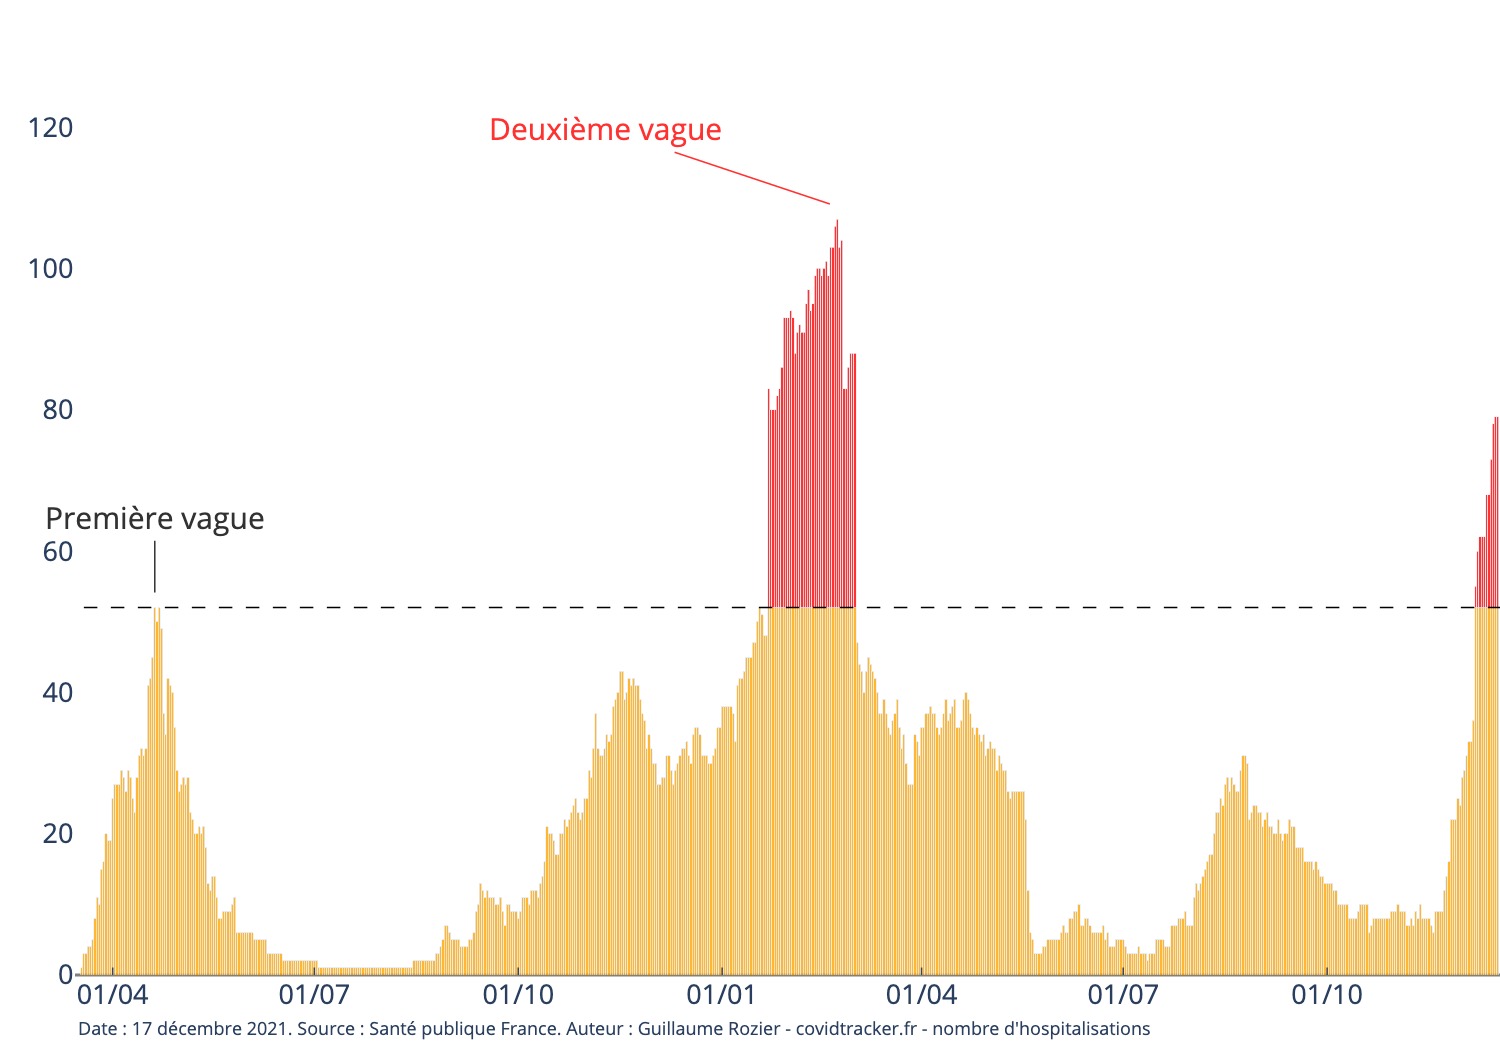 120
Deuxième vague
100
80
Première vague
60
40
20
0
01/04 01/07 01/10 01/01 01/04 01/07 01/10
Date : 17 décembre 2021. Source : Santé publique France. Auteur : Guillaume Rozier - covidtracker.fr - nombre d'hospitalisations